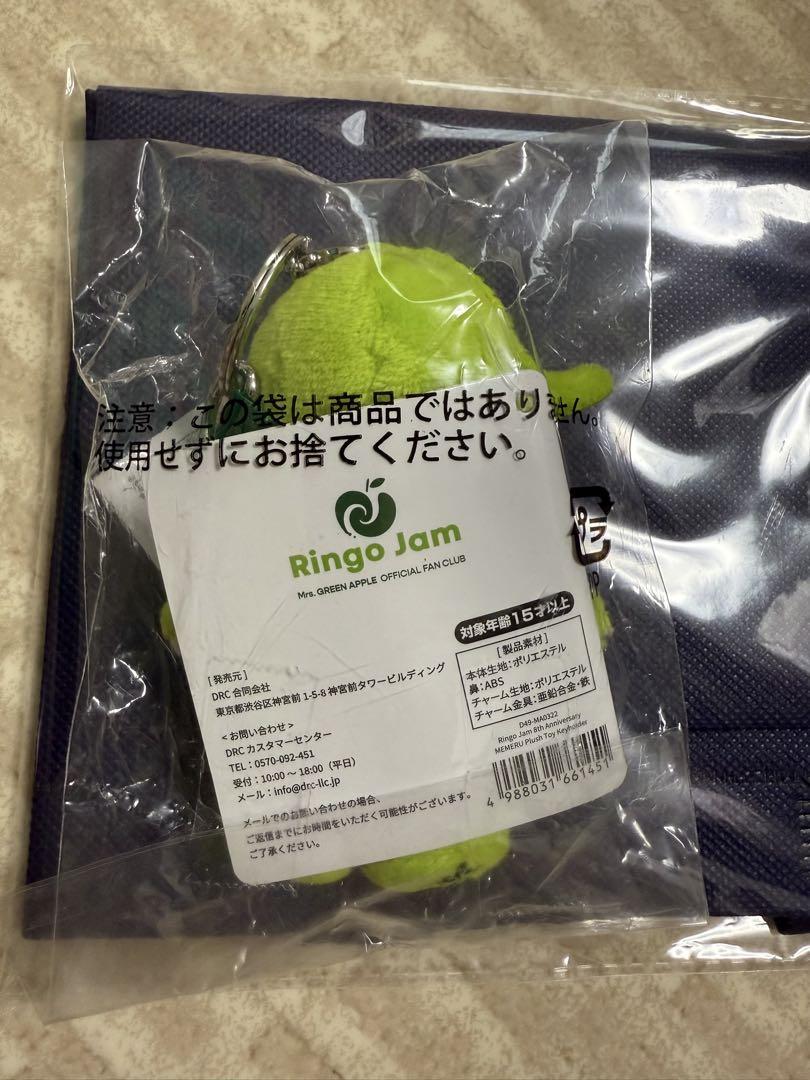 注意：この袋は商品ではありません。
使用せずにお捨てください。
Ringo Jam
Mrs. GREEN APPLE OFFICIAL FAN CLUB
プラ
対象年齢15才以上
[製品素材]
本体生地：ポリエステル
鼻：ABS
チャーム生地：ポリエステル
チャーム金具：亜鉛合金・鉄
[発売元]
DRC 合同会社
東京都渋谷区神宮前 1-5-8 神宮前タワービルディング
<お問い合わせ>
DRC カスタマーセンター
TEL：0570-092-451
受付：10:00 ～ 18:00（平日）
メール：info@drc-llc.jp
メールでのお問い合わせの場合、
ご返信までにお時間をいただく可能性がございます。
ご了承ください。
D49-MA0322
Ringo Jam 8th Anniversary
MEMERU Plush Toy Keyholder
4 988031 661451